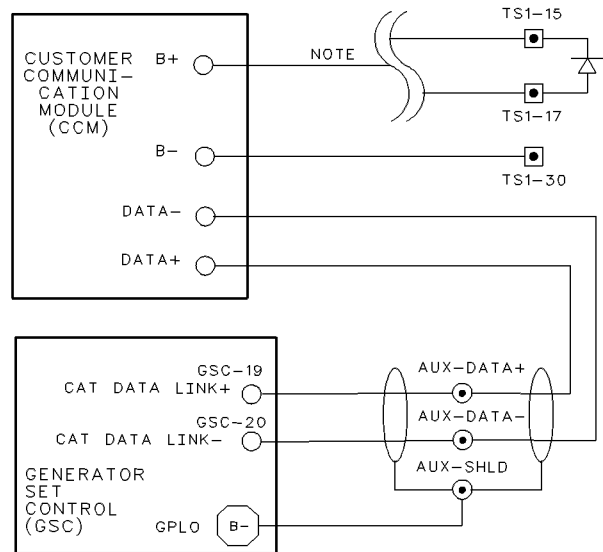 TS1-15
CUSTOMER B+
COMMUNI-
CATION
MODULE
(CCM)
NOTE
TS1-17
B-
TS1-30
DATA-
DATA+
GSC-19
AUX-DATA+
CAT DATA LINK+
GSC-20
AUX-DATA-
CAT DATA LINK-
AUX-SHLD
GENERATOR
SET
CONTROL
(GSC)
GPLO B-